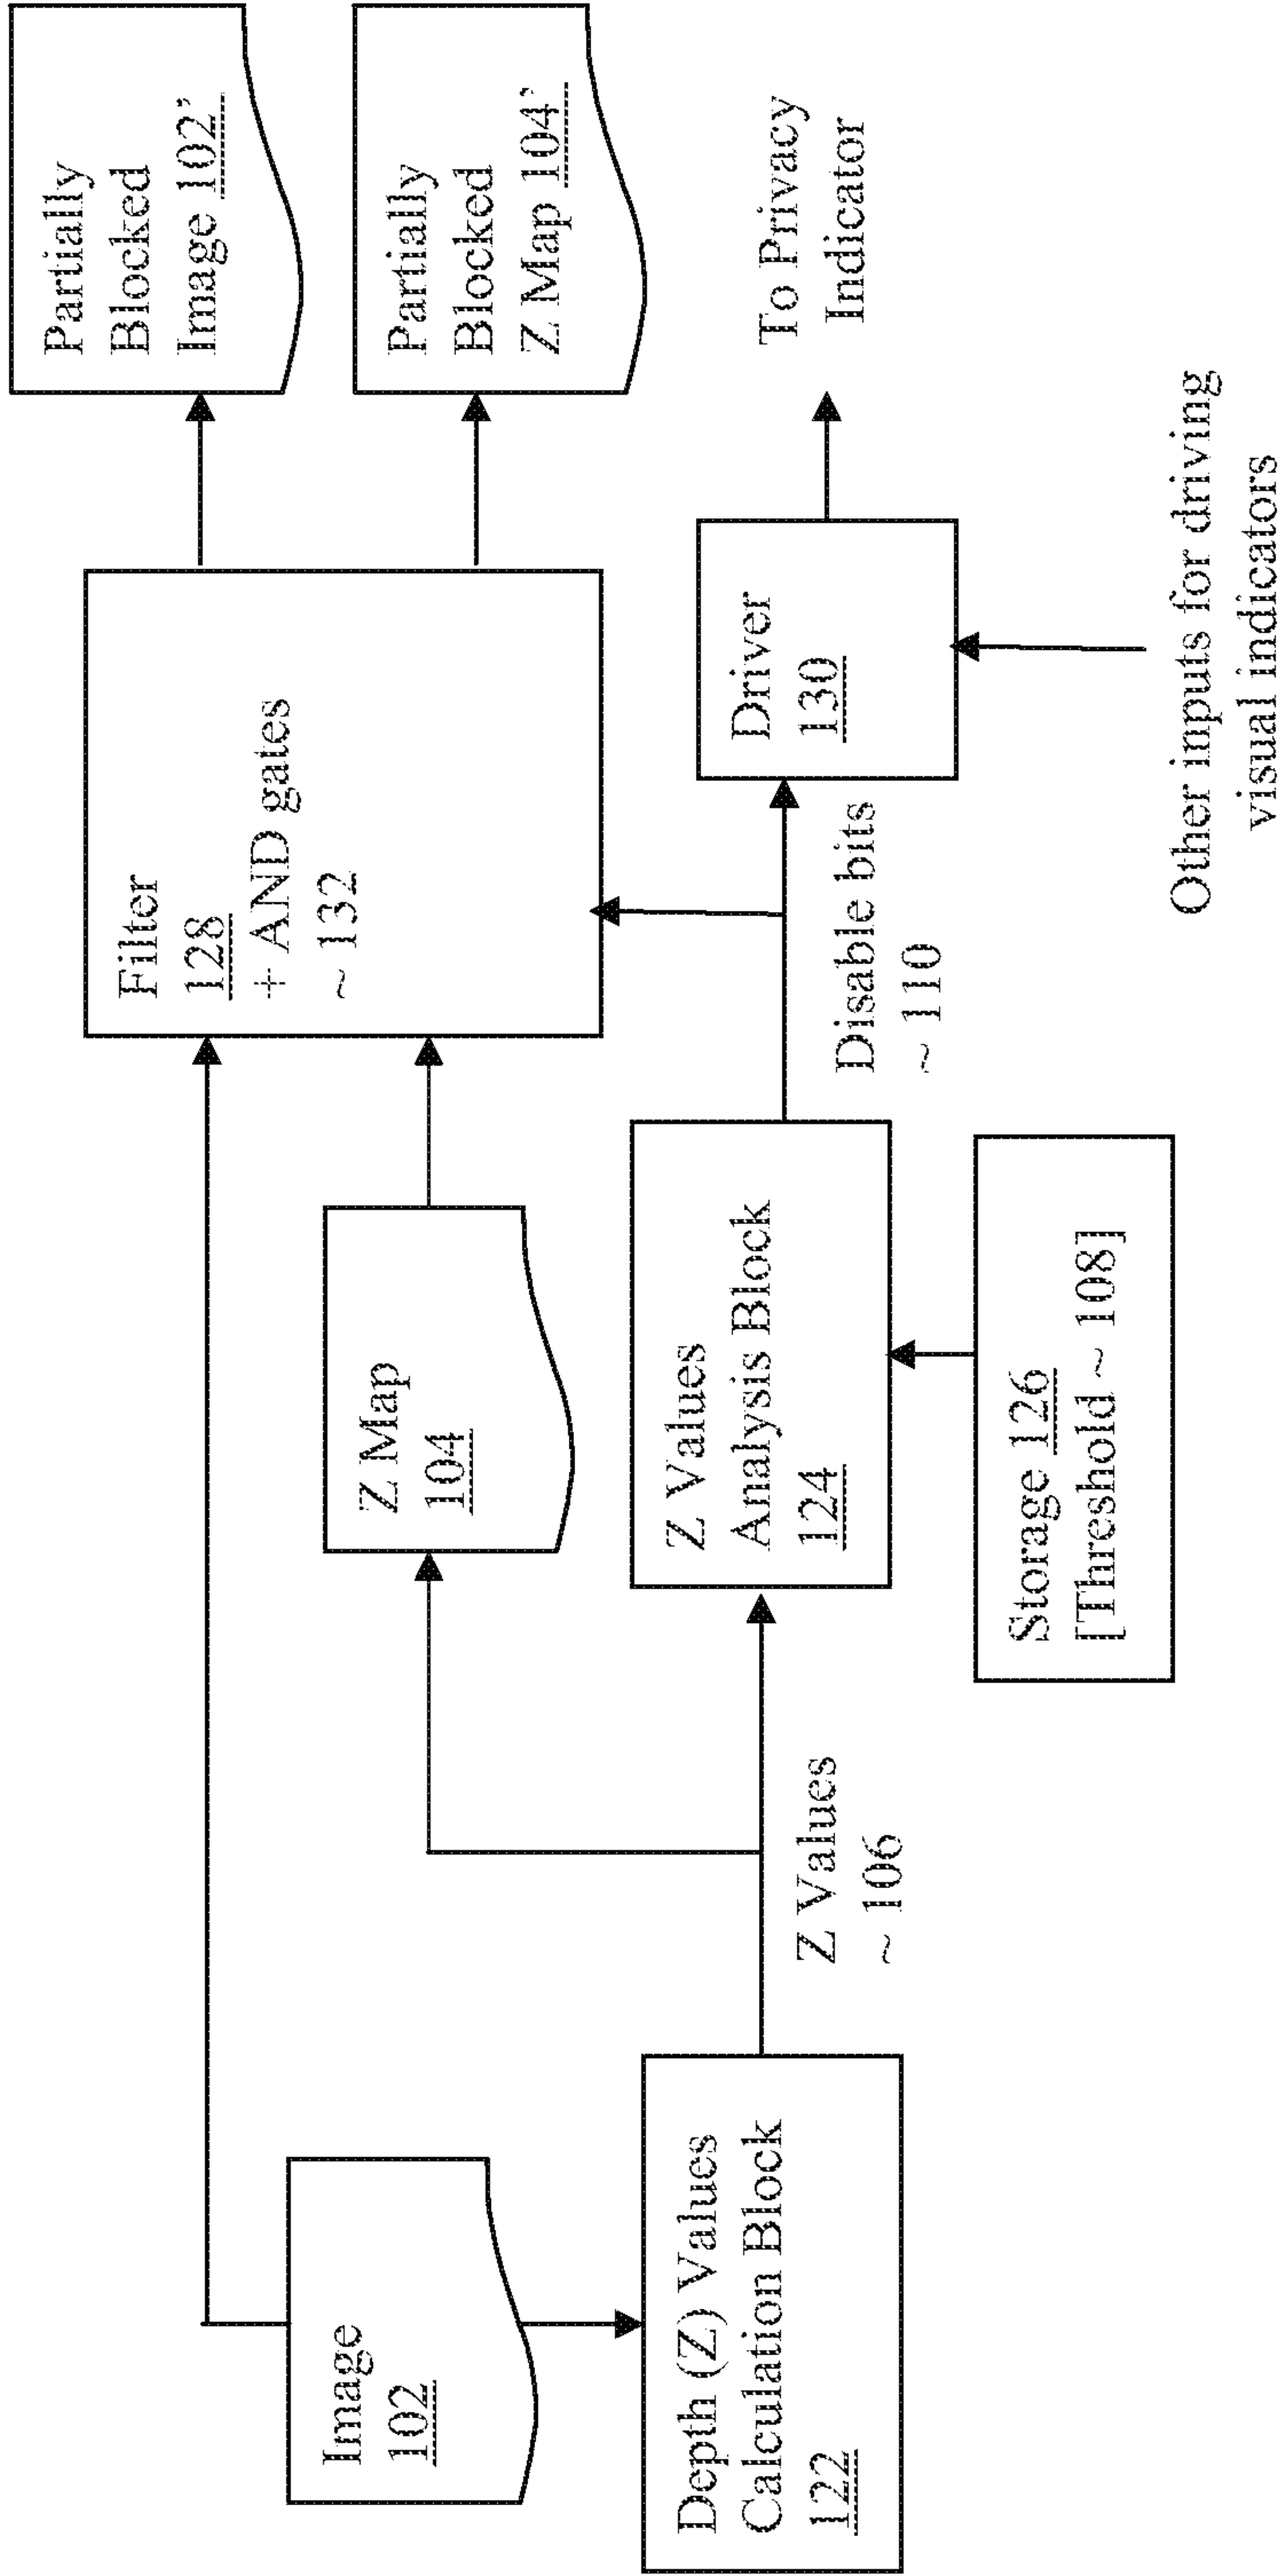 Image
102
Depth (Z) Values
Calculation Block
122
Z Values
~ 106
Z Map
104
Z Values
Analysis Block
124
Storage 126
[Threshold ~ 108]
Disable bits
~ 110
Filter
128
+ AND gates
~ 132
Driver
130
Other inputs for driving
visual indicators
Partially
Blocked
Image 102’
Partially
Blocked
Z Map 104’
To Privacy
Indicator